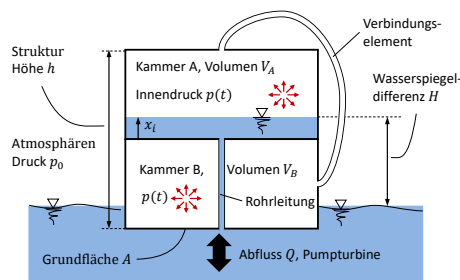 Verbindungs-
element
Struktur
Höhe h
Kammer A, Volumen V_A
Innendruck p(t)
Wasserspiegel-
differenz H
x_i
Atmosphären
Druck p_0
Kammer B,
p(t)
Volumen V_B
Rohrleitung
Grundfläche A
Abfluss Q, Pumpturbine